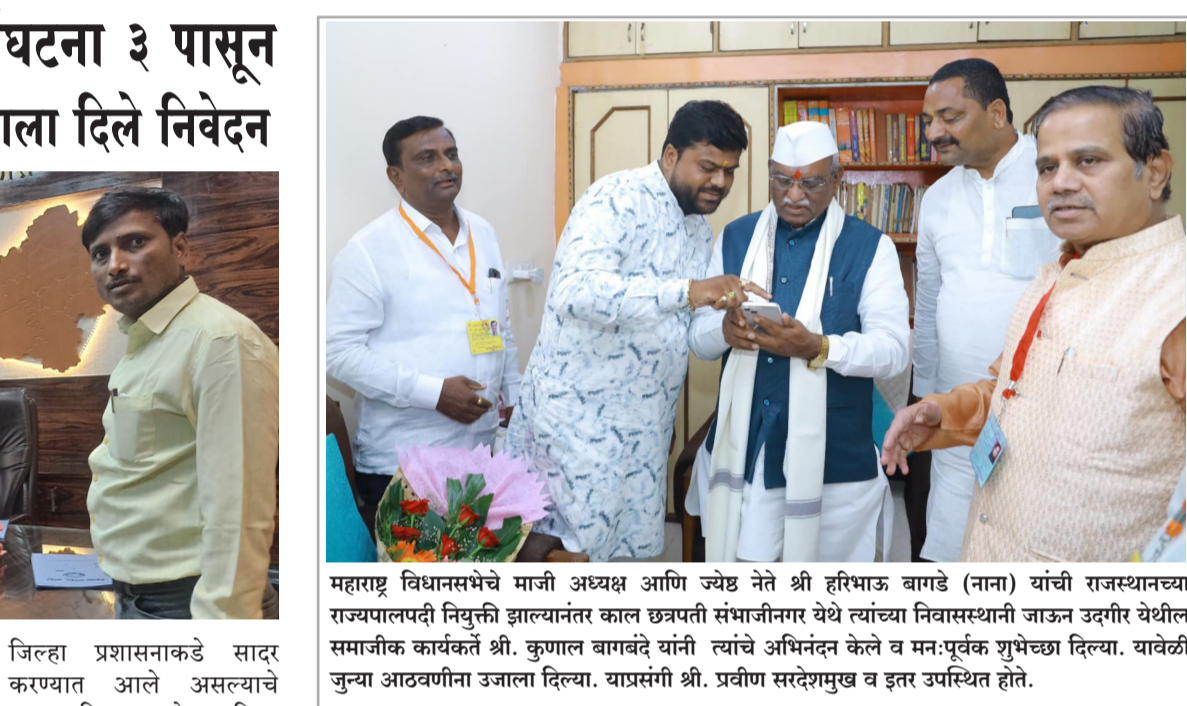 घटना ३ पासून
ला दिले निवेदन
जिल्हा प्रशासनाकडे सादर
करण्यात आले असल्याचे
महाराष्ट्र विधानसभेचे माजी अध्यक्ष आणि ज्येष्ठ नेते श्री हरिभाऊ बागडे (नाना) यांची राजस्थानच्या
राज्यपालपदी नियुक्ती झाल्यानंतर काल छत्रपती संभाजीनगर येथे त्यांच्या निवासस्थानी जाऊन उदगीर येथील
समाजीक कार्यकर्ते श्री. कुणाल बागबंदे यांनी त्यांचे अभिनंदन केले व मनःपूर्वक शुभेच्छा दिल्या. यावेळी
जुन्या आठवणीना उजाला दिल्या. याप्रसंगी श्री. प्रवीण सरदेशमुख व इतर उपस्थित होते.